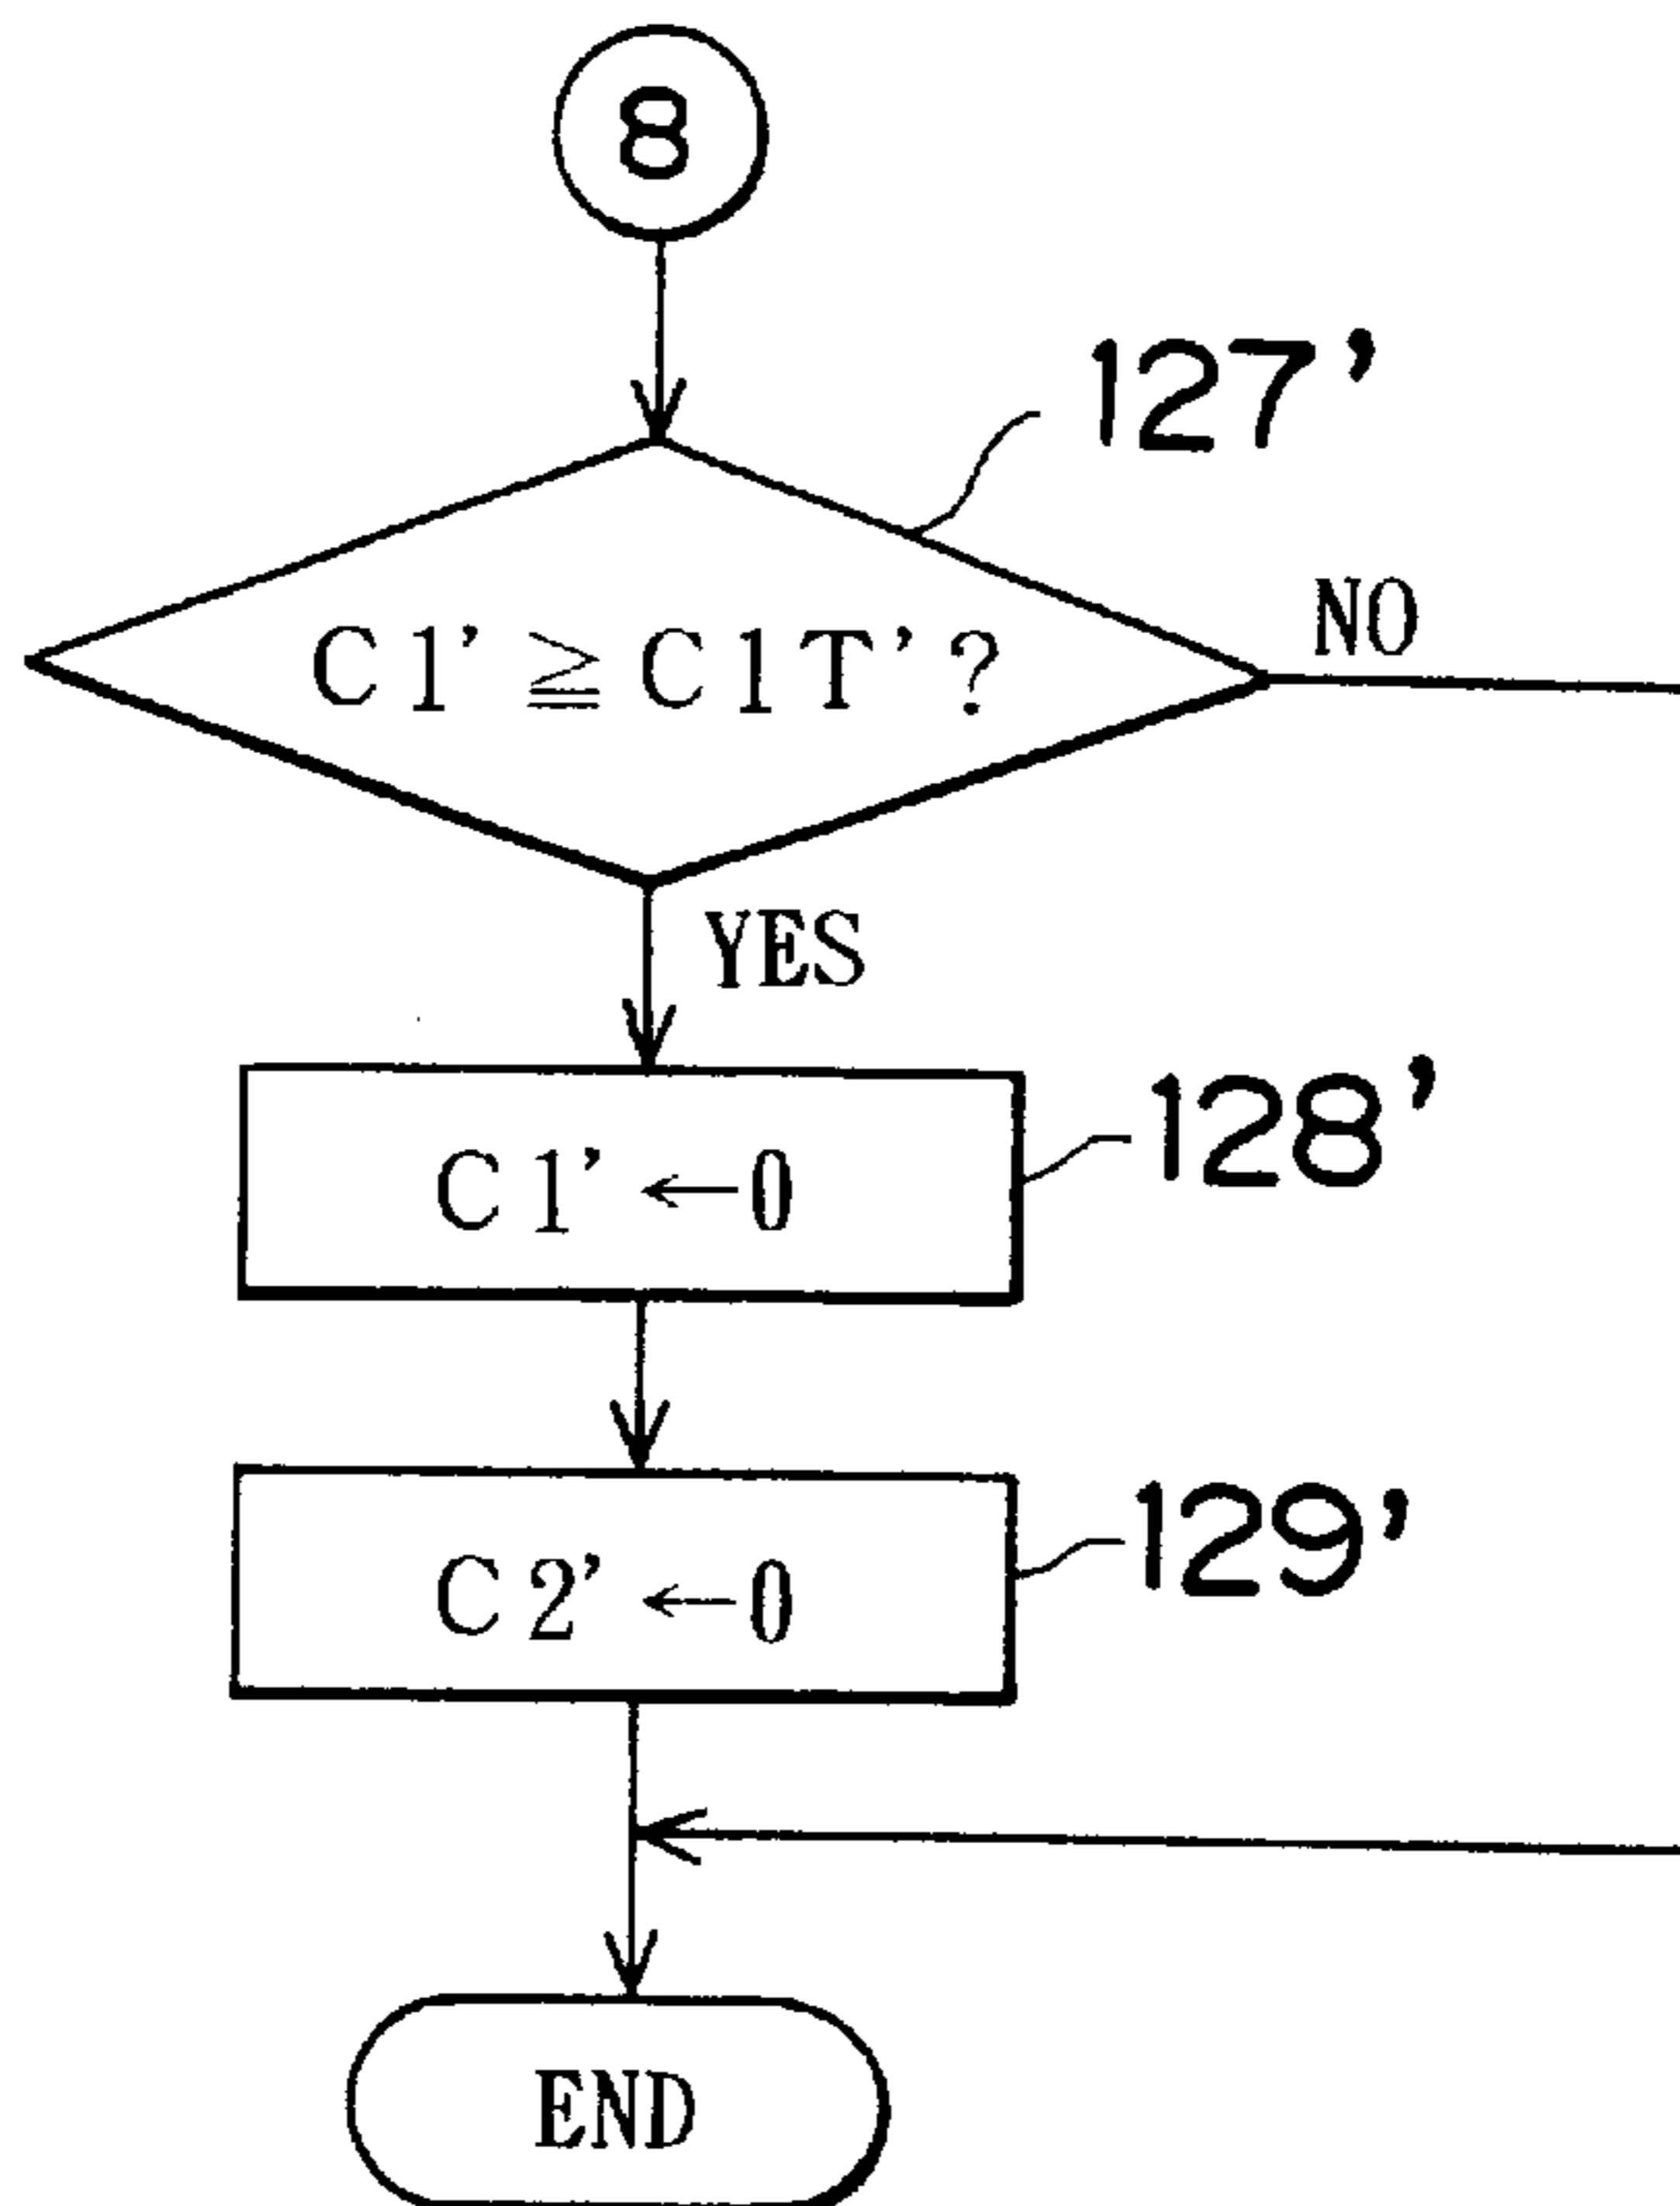 8
127'
C1' ≧ C1T' ?
NO
YES
128'
C1' ← 0
129'
C2' ← 0
END